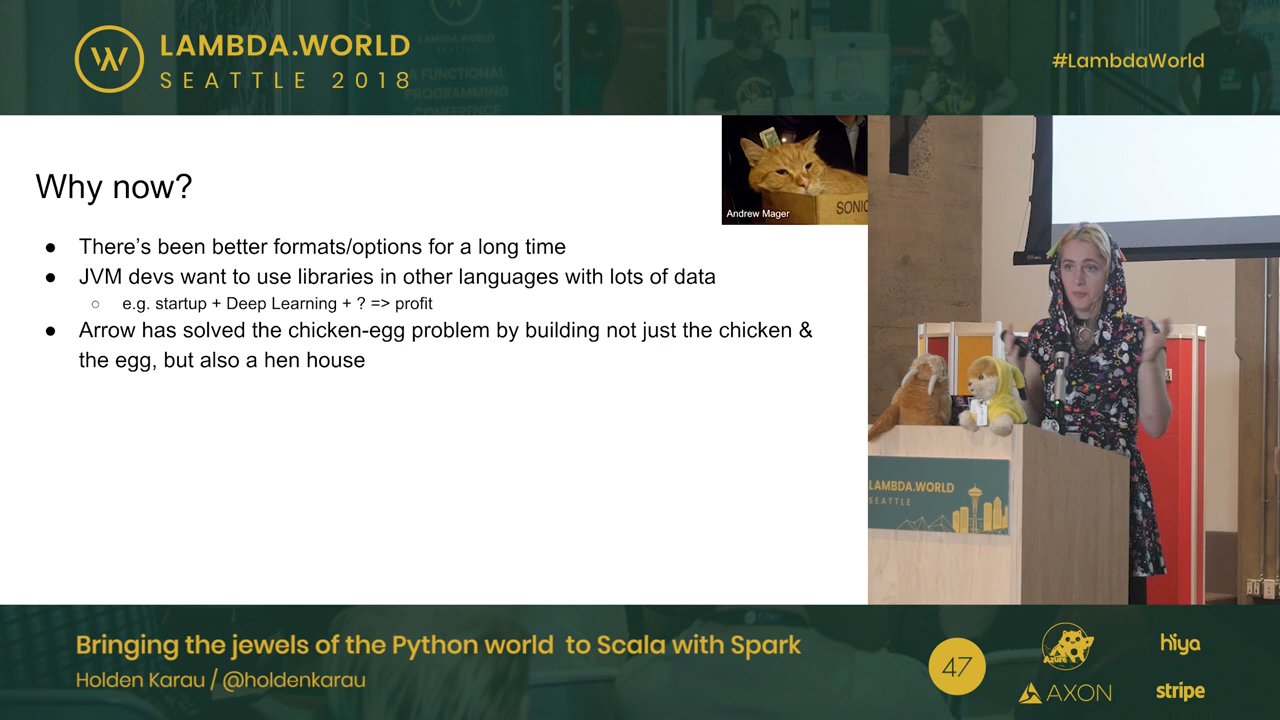 LAMBDA.WORLD
SEATTLE 2018
#LambdaWorld
Why now?
● There's been better formats/options for a long time
● JVM devs want to use libraries in other languages with lots of data
○ e.g. startup + Deep Learning + ? => profit
● Arrow has solved the chicken-egg problem by building not just the chicken &
the egg, but also a hen house
SONIC
Andrew Mager
LAMBDA.WORLD
SEATTLE
Bringing the jewels of the Python world to Scala with Spark
Holden Karau / @holdenkarau
47
Azure
hiya
AXON
stripe